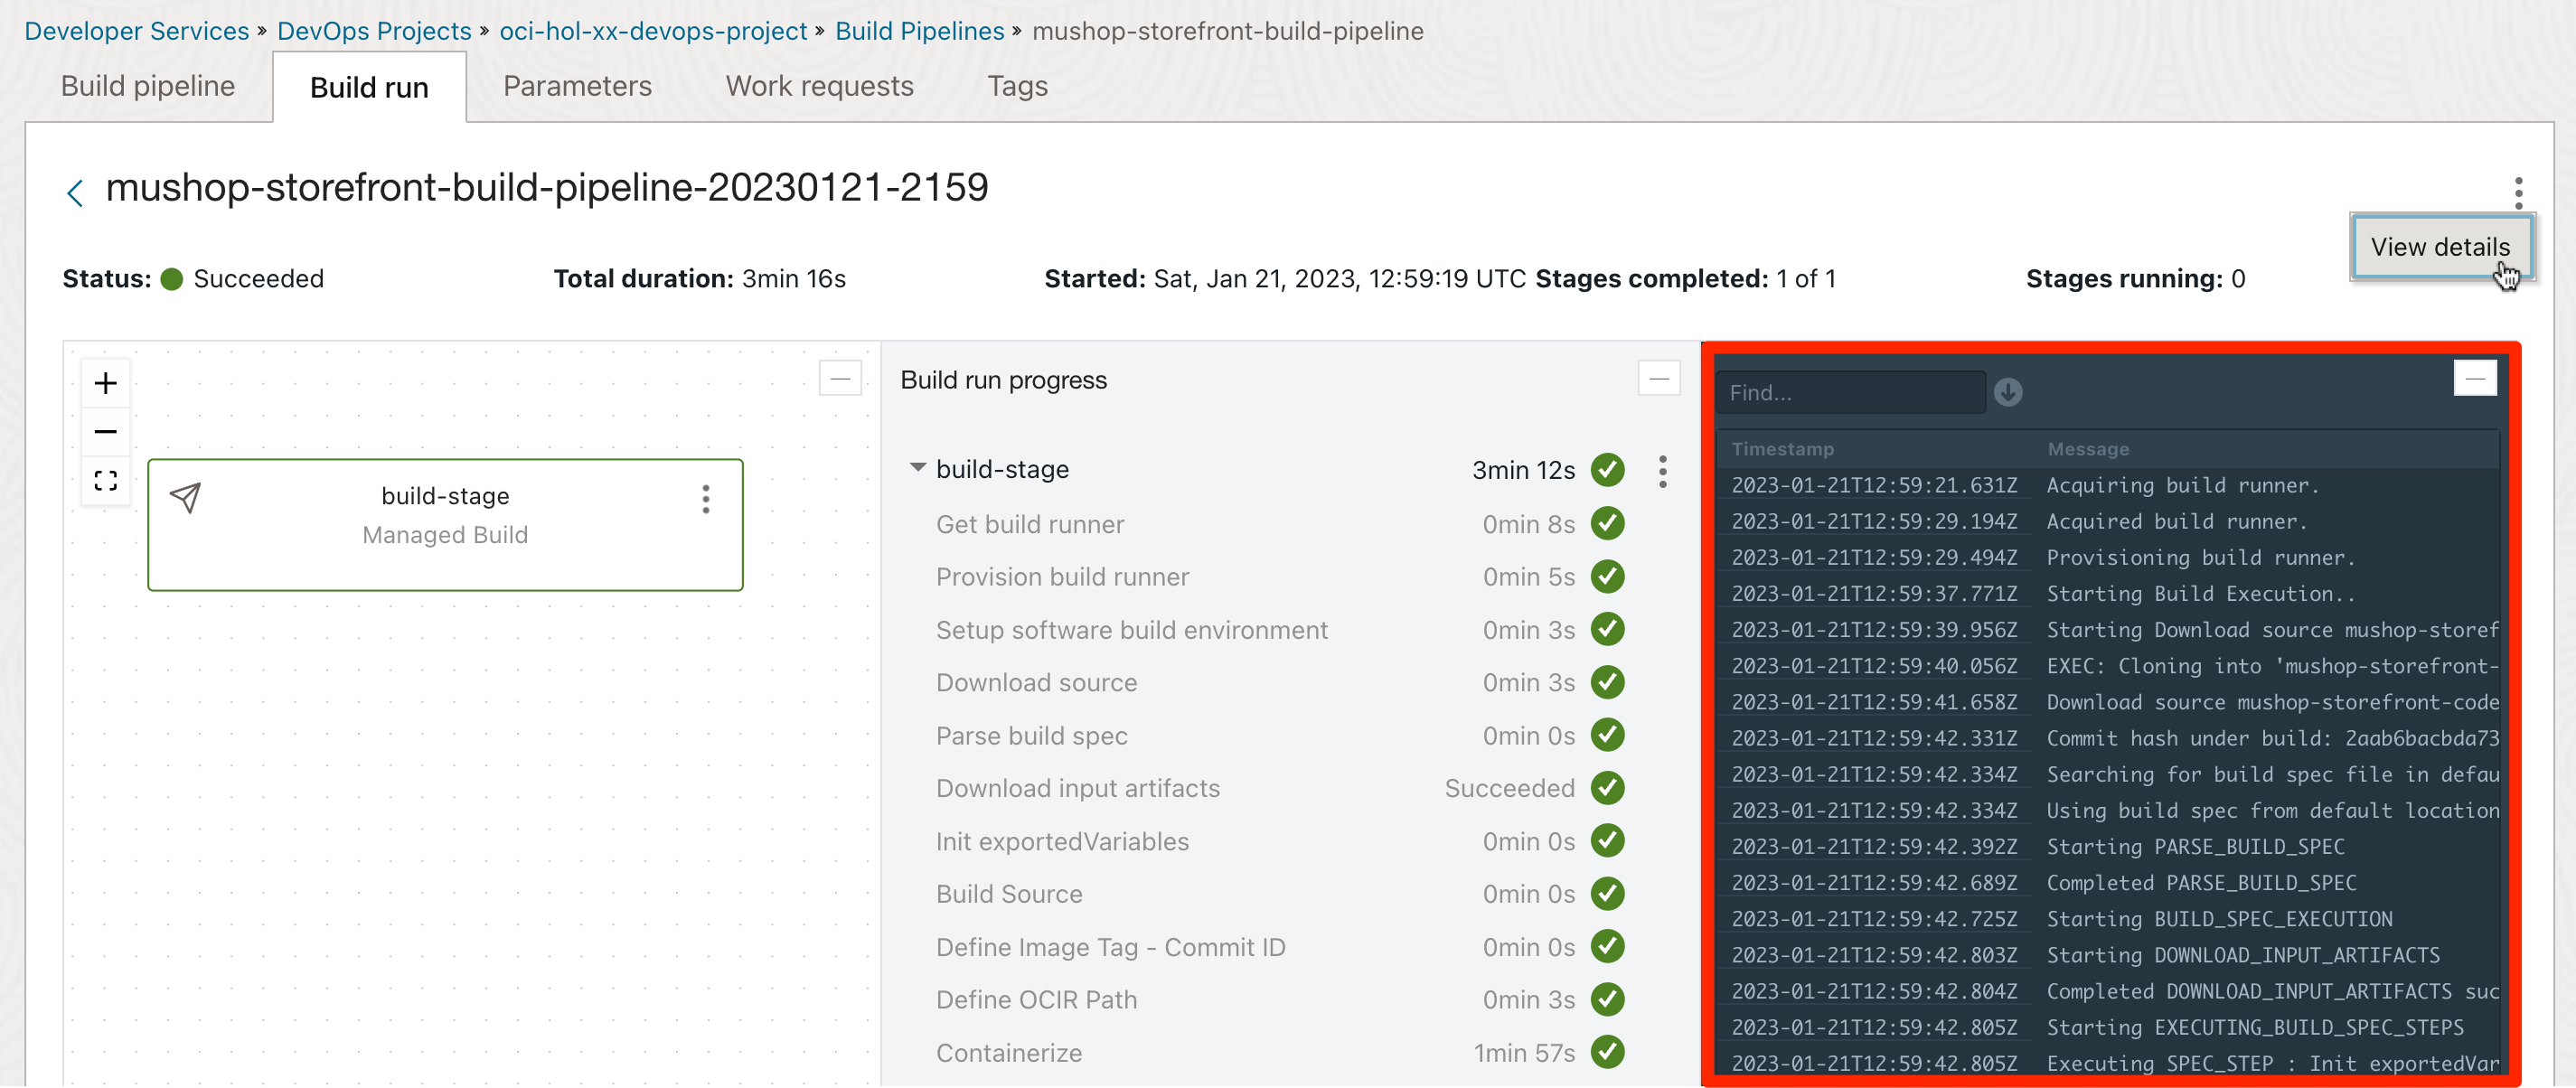 Developer Services » DevOps Projects » oci-hol-xx-devops-project » Build Pipelines » mushop-storefront-build-pipeline
Build pipeline Build run Parameters Work requests Tags
mushop-storefront-build-pipeline-20230121-2159
View details
Status: Succeeded Total duration: 3min 16s Started: Sat, Jan 21, 2023, 12:59:19 UTC Stages completed: 1 of 1 Stages running: 0
build-stage
Managed Build
Build run progress
build-stage 3min 12s
Get build runner 0min 8s
Provision build runner 0min 5s
Setup software build environment 0min 3s
Download source 0min 3s
Parse build spec 0min 0s
Download input artifacts Succeeded
Init exportedVariables 0min 0s
Build Source 0min 0s
Define Image Tag - Commit ID 0min 0s
Define OCIR Path 0min 3s
Containerize 1min 57s
Find...
Timestamp Message
2023-01-21T12:59:21.631Z Acquiring build runner.
2023-01-21T12:59:29.194Z Acquired build runner.
2023-01-21T12:59:29.494Z Provisioning build runner.
2023-01-21T12:59:37.771Z Starting Build Execution..
2023-01-21T12:59:39.956Z Starting Download source mushop-storef
2023-01-21T12:59:40.056Z EXEC: Cloning into 'mushop-storefront-
2023-01-21T12:59:41.658Z Download source mushop-storefront-code
2023-01-21T12:59:42.331Z Commit hash under build: 2aab6bacbda73
2023-01-21T12:59:42.334Z Searching for build spec file in defau
2023-01-21T12:59:42.334Z Using build spec from default location
2023-01-21T12:59:42.392Z Starting PARSE_BUILD_SPEC
2023-01-21T12:59:42.689Z Completed PARSE_BUILD_SPEC
2023-01-21T12:59:42.725Z Starting BUILD_SPEC_EXECUTION
2023-01-21T12:59:42.803Z Starting DOWNLOAD_INPUT_ARTIFACTS
2023-01-21T12:59:42.804Z Completed DOWNLOAD_INPUT_ARTIFACTS suc
2023-01-21T12:59:42.805Z Starting EXECUTING_BUILD_SPEC_STEPS
2023-01-21T12:59:42.805Z Executing SPEC_STEP : Init exportedVar